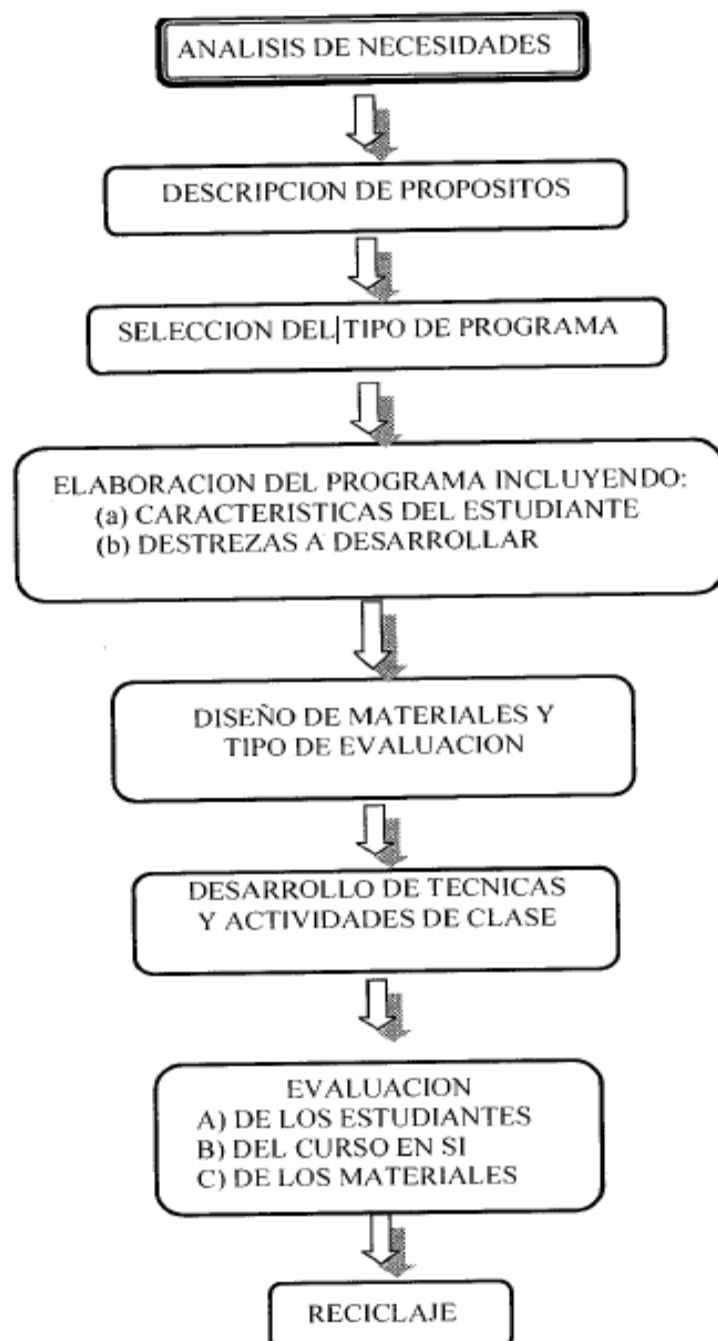 ANALISIS DE NECESIDADES
DESCRIPCION DE PROPOSITOS
SELECCION DEL TIPO DE PROGRAMA
ELABORACION DEL PROGRAMA INCLUYENDO:
(a) CARACTERISTICAS DEL ESTUDIANTE
(b) DESTREZAS A DESARROLLAR
DISEÑO DE MATERIALES Y
TIPO DE EVALUACION
DESARROLLO DE TECNICAS
Y ACTIVIDADES DE CLASE
EVALUACION
A) DE LOS ESTUDIANTES
B) DEL CURSO EN SI
C) DE LOS MATERIALES
RECICLAJE